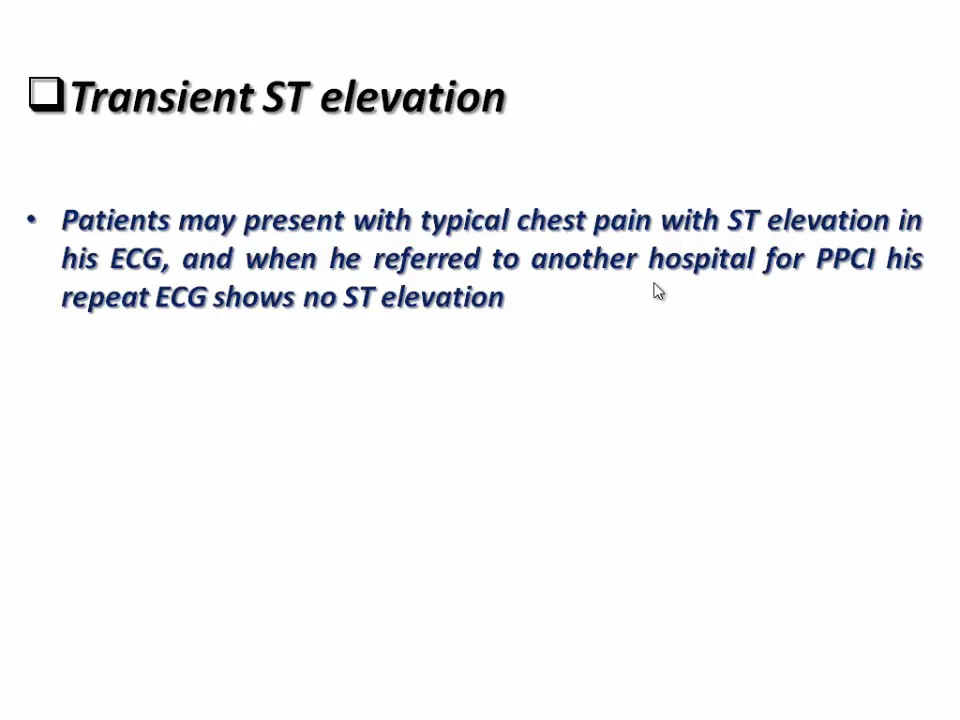 Transient ST elevation
• Patients may present with typical chest pain with ST elevation in
his ECG, and when he referred to another hospital for PPCI his
repeat ECG shows no ST elevation